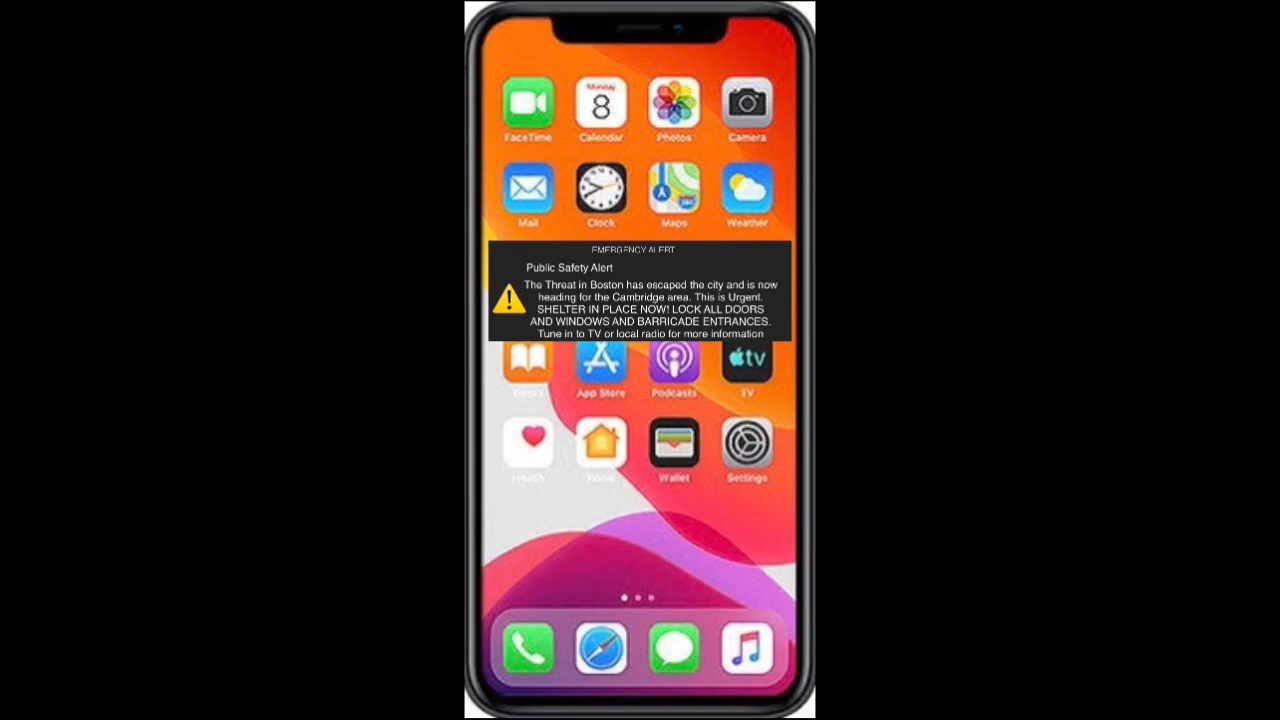 Monday
8
FaceTime Calendar Photos Camera
Mail Clock Maps Weather
EMERGENCY ALERT
Public Safety Alert
The Threat in Boston has escaped the city and is now
heading for the Cambridge area. This is Urgent.
SHELTER IN PLACE NOW! LOCK ALL DOORS
AND WINDOWS AND BARRICADE ENTRANCES.
Tune in to TV or local radio for more information
tv
App Store Podcasts TV
Health Home Wallet Settings